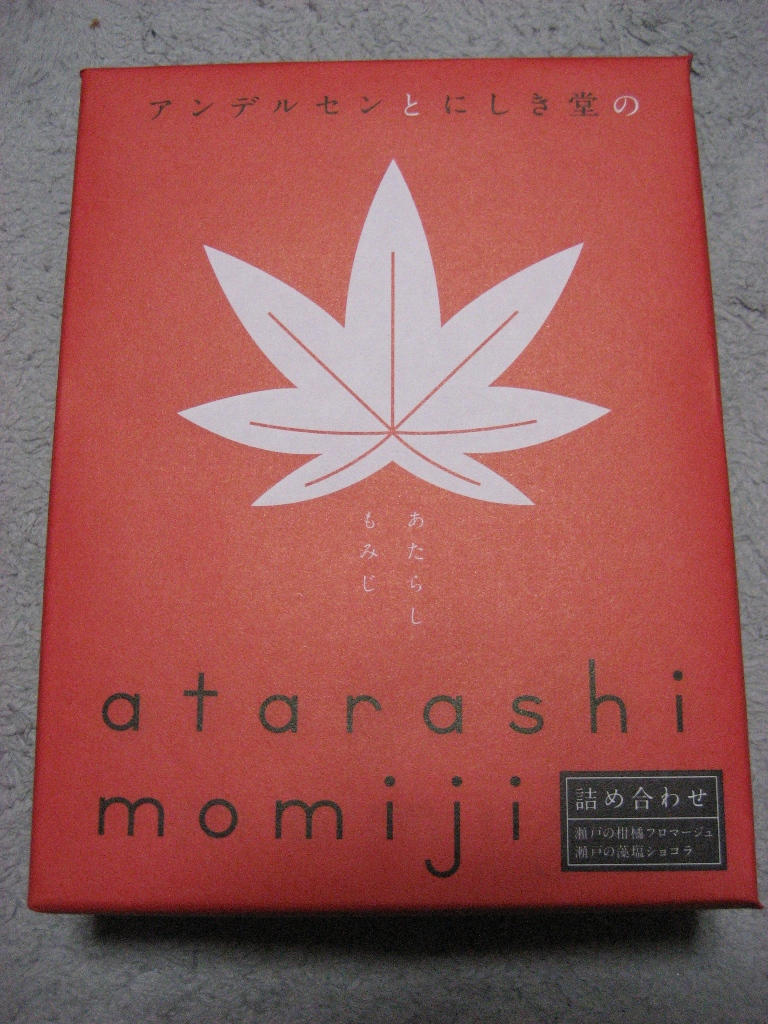 アンデルセンとにしき堂の
あたらし
もみじ
atarashi
momiji
詰め合わせ
瀬戸の柑橘フロマージュ
瀬戸の藻塩ショコラ